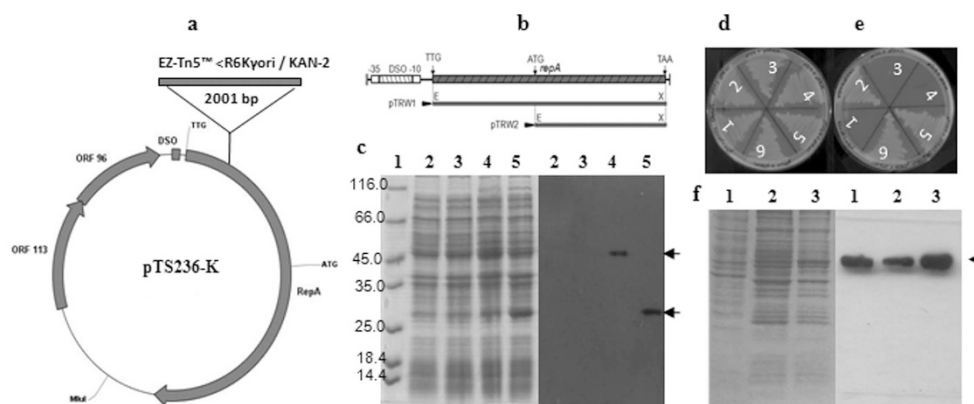 a
EZ-Tn5™ <R6Kγori / KAN-2
2001 bp
DSO
TTG
ORF 96
ORF 113
pTS236-K
ATG
RepA
MluI
b
TTG
ATG
TAA
-35 DSO -10
repA
E X
pTRW1
E X
pTRW2
c
1 2 3 4 5 2 3 4 5
116.0
66.0
45.0
35.0
25.0
18.4
14.4
d e
3 3
2 4 2 4
1 5 1 5
6 6
f
1 2 3 1 2 3